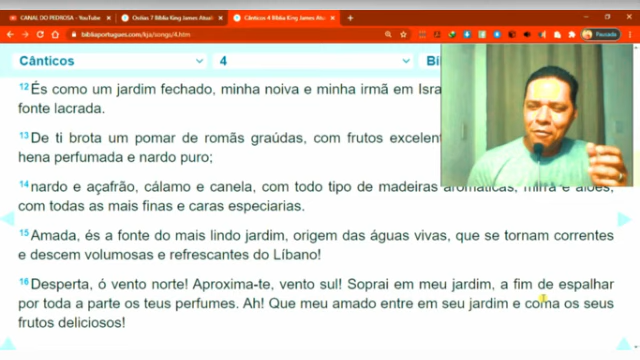 CANAL DO PEDROSA - YouTube
Oséias 7 Bíblia King James Atuali
Cânticos 4 Bíblia King James Atu
bibliaportugues.com/kja/songs/4.htm
Pausada
Cânticos
4
12 És como um jardim fechado, minha noiva e minha irmã em Isra
fonte lacrada.
13 De ti brota um pomar de romãs graúdas, com frutos excelent
hena perfumada e nardo puro;
14 nardo e açafrão, cálamo e canela, com todo tipo de madeiras aromáticas, mirra e aloés,
com todas as mais finas e caras especiarias.
15 Amada, és a fonte do mais lindo jardim, origem das águas vivas, que se tornam correntes
e descem volumosas e refrescantes do Líbano!
16 Desperta, ó vento norte! Aproxima-te, vento sul! Soprai em meu jardim, a fim de espalhar
por toda a parte os teus perfumes. Ah! Que meu amado entre em seu jardim e coma os seus
frutos deliciosos!